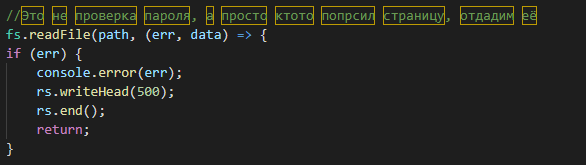 //Это не проверка пароля, а просто ктото попрсил страницу, отдадим её
fs.readFile(path, (err, data) => {
if (err) {
    console.error(err);
    rs.writeHead(500);
    rs.end();
    return;
}